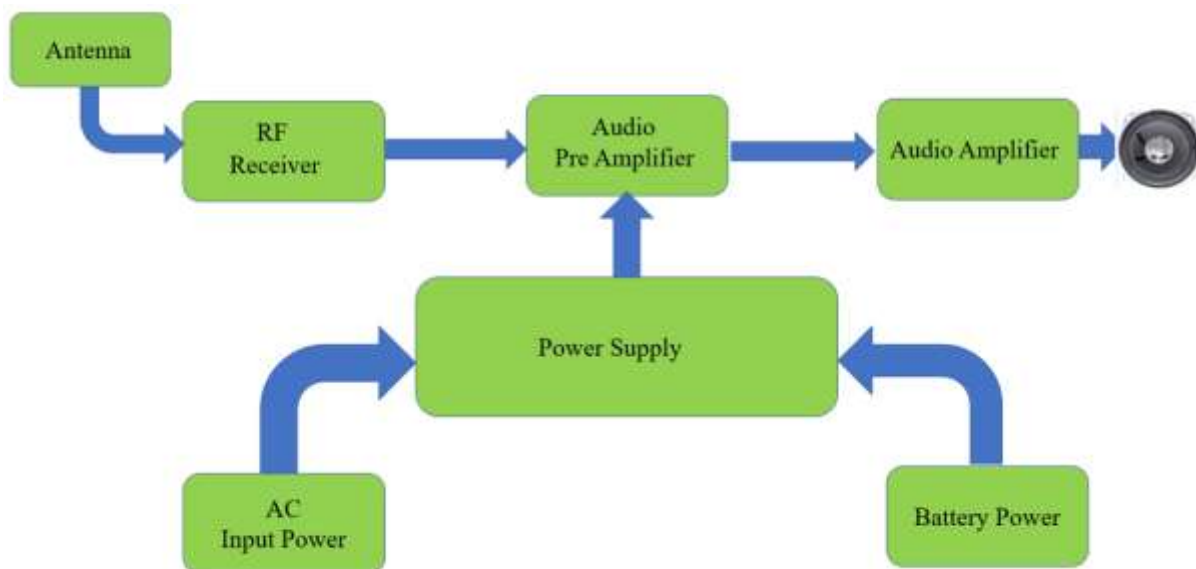 Antenna
RF
Receiver
Audio
Pre Amplifier
Audio Amplifier
Power Supply
AC
Input Power
Battery Power